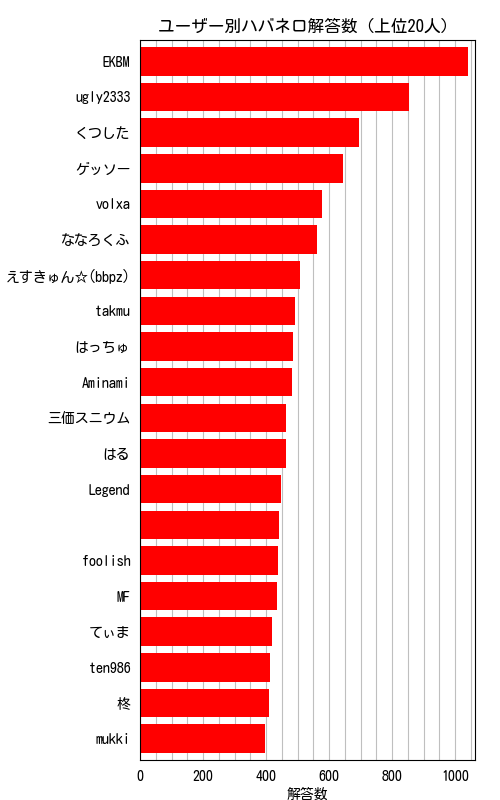 ユーザー別ハバネロ解答数 (上位20人)
EKBM
ugly2333
くつした
ゲッソー
volxa
ななろくふ
えすきゅん☆(bbpz)
takmu
はっちゅ
Aminami
三価スニウム
はる
Legend
foolish
MF
てぃま
ten986
柊
mukki
0 200 400 600 800 1000
解答数